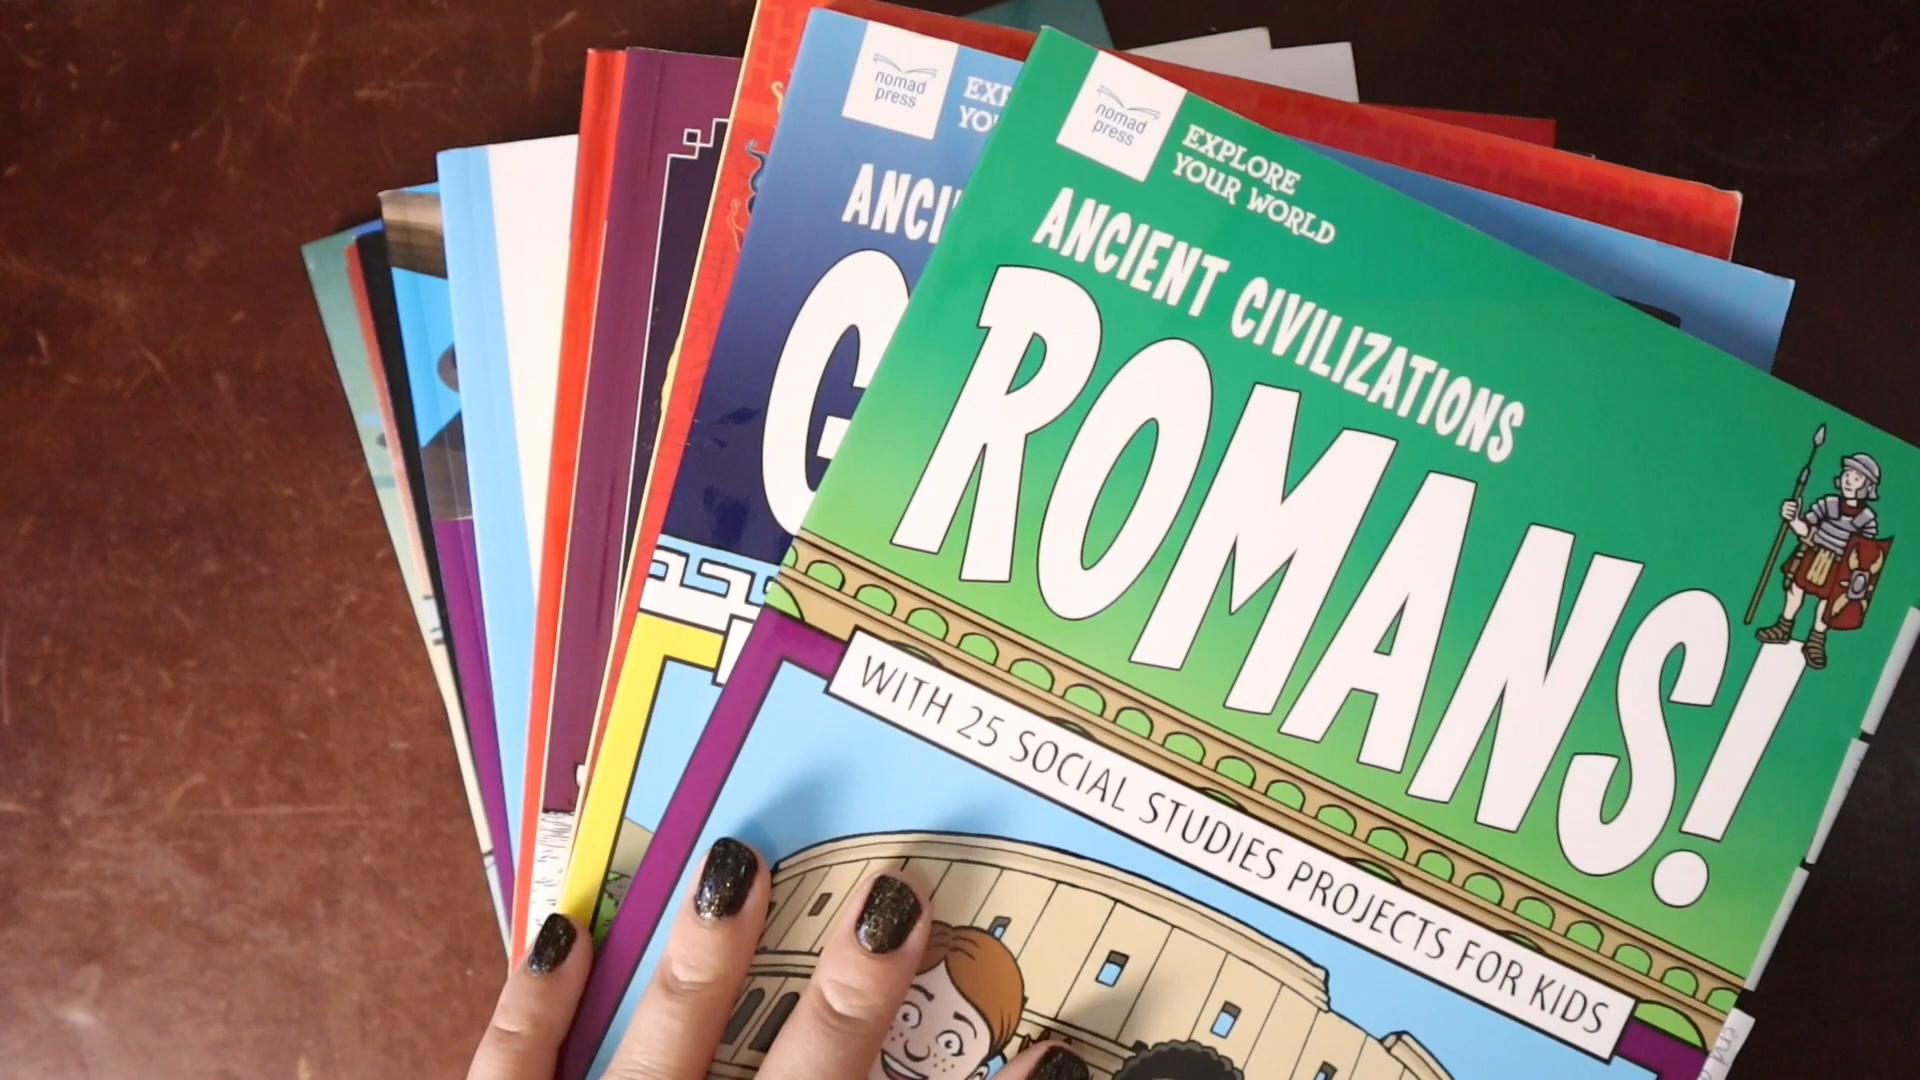 nomad
press
ANCI
G
nomad
press
EXPLORE
YOUR WORLD
ANCIENT CIVILIZATIONS
ROMANS!
WITH 25 SOCIAL STUDIES PROJECTS FOR KIDS